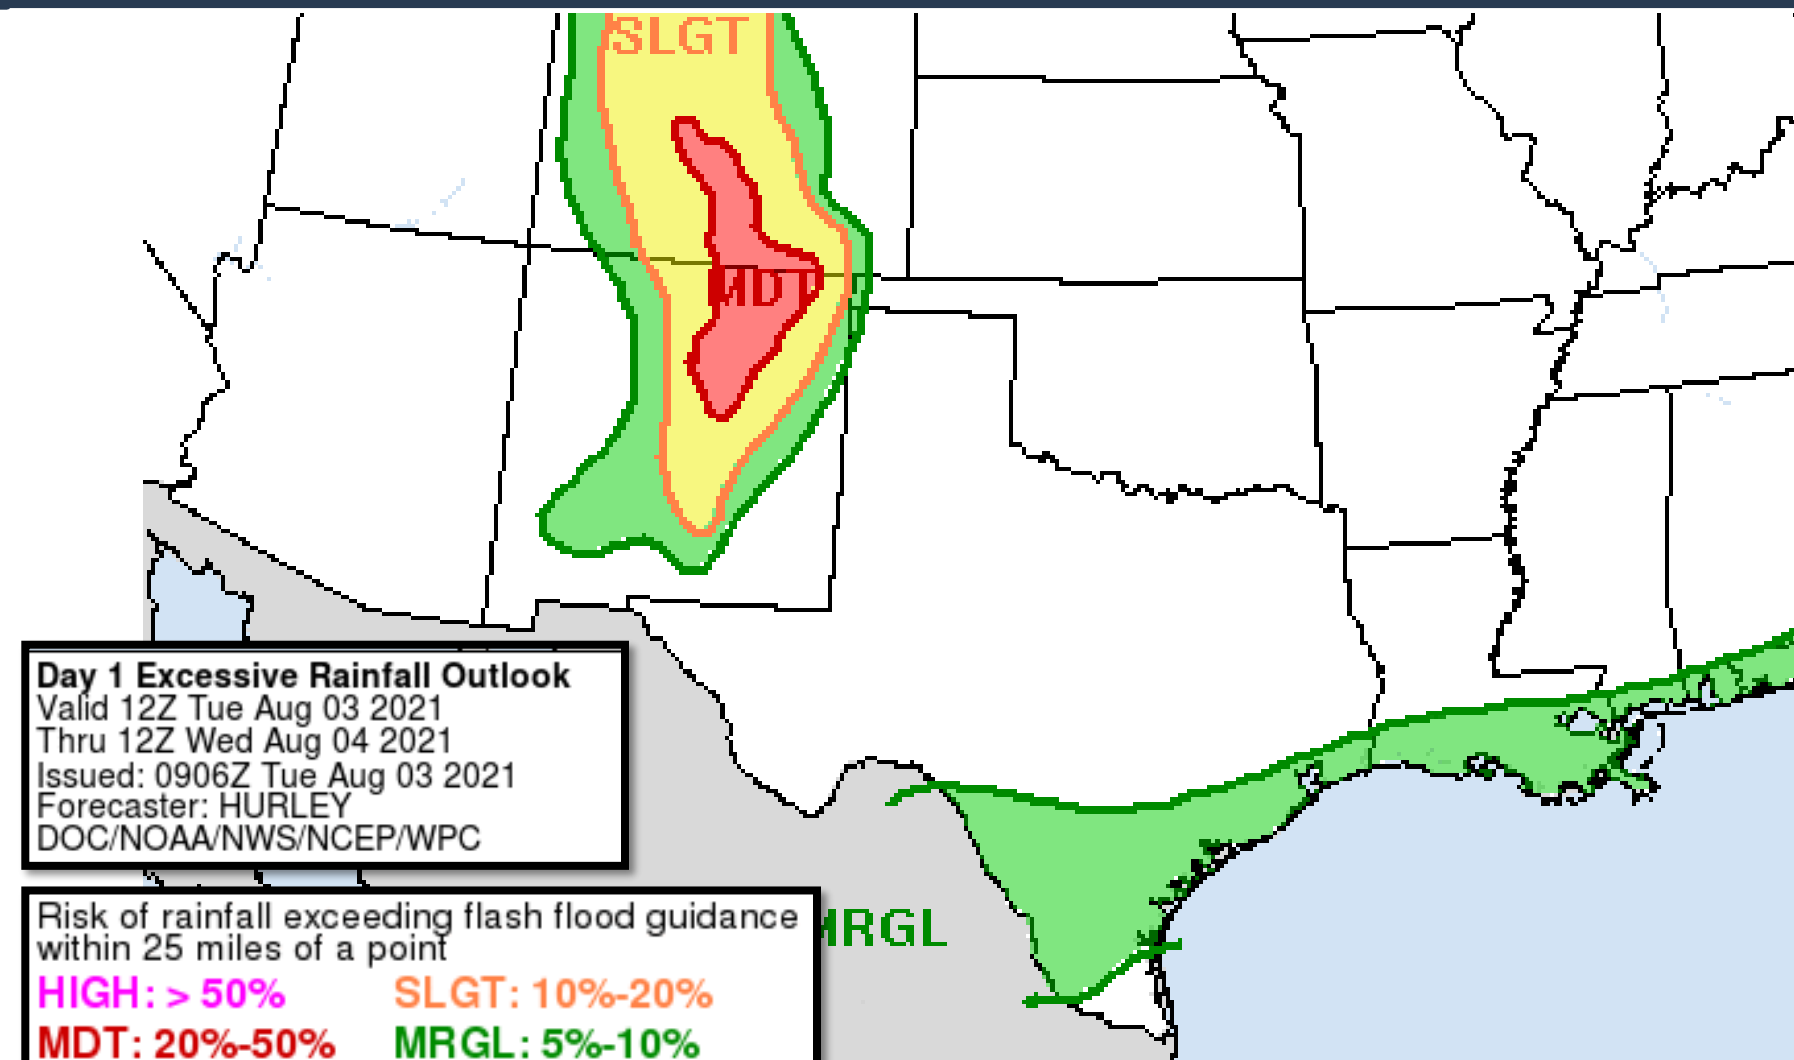 SLGT
MDT
Day 1 Excessive Rainfall Outlook
Valid 12Z Tue Aug 03 2021
Thru 12Z Wed Aug 04 2021
Issued: 0906Z Tue Aug 03 2021
Forecaster: HURLEY
DOC/NOAA/NWS/NCEP/WPC
MRGL
Risk of rainfall exceeding flash flood guidance
within 25 miles of a point
HIGH: > 50% SLGT: 10%-20%
MDT: 20%-50% MRGL: 5%-10%